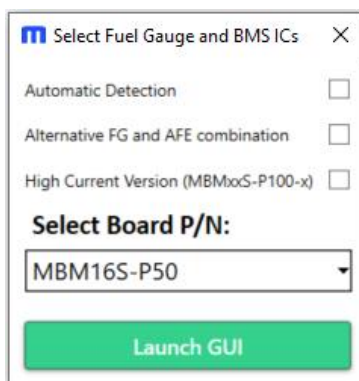 Select Fuel Gauge and BMS ICs
Automatic Detection
Alternative FG and AFE combination
High Current Version (MBMxxS-P100-x)
Select Board P/N:
MBM16S-P50
Launch GUI